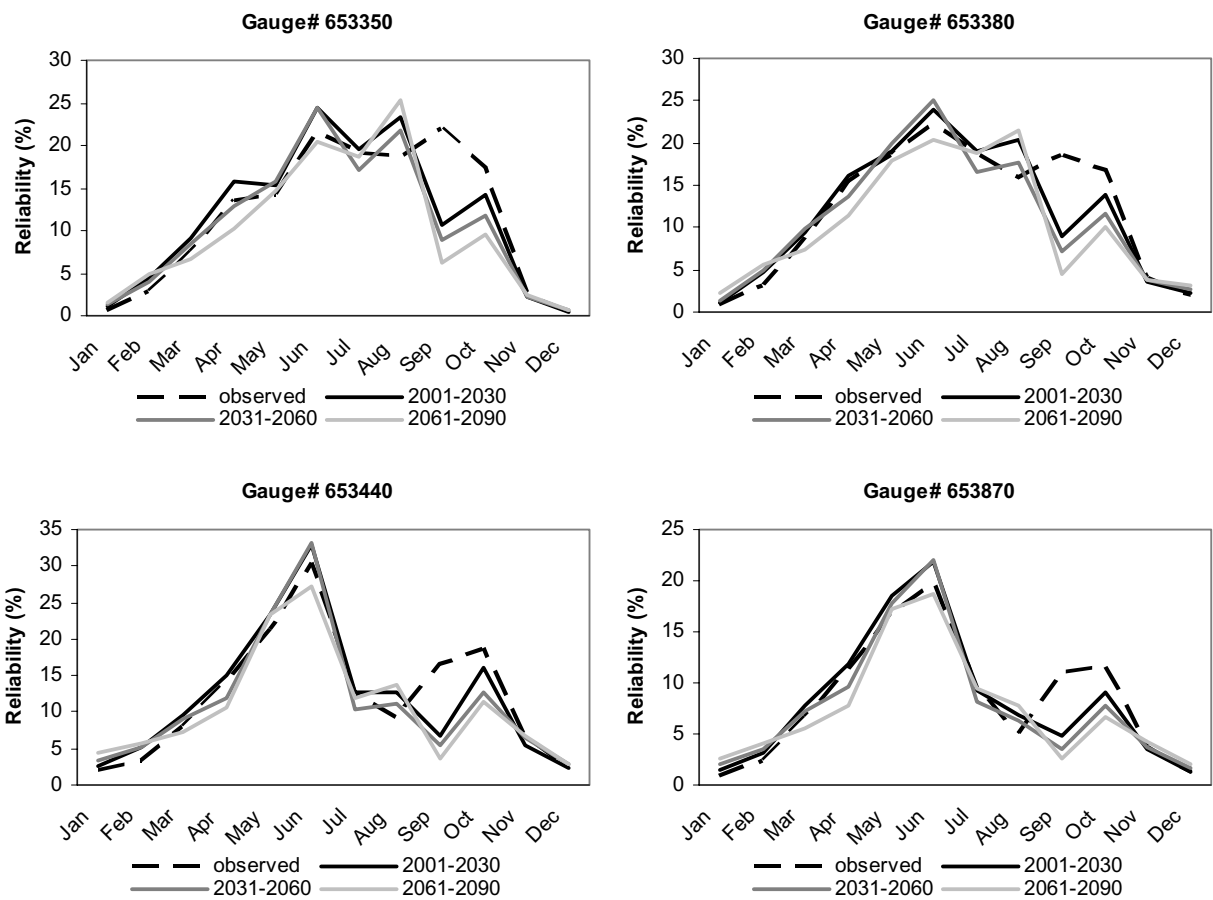 Gauge# 653350
Reliability (%)
30
25
20
15
10
5
0
Jan Feb Mar Apr May Jun Jul Aug Sep Oct Nov Dec
observed 2001-2030
2031-2060 2061-2090
Gauge# 653380
Reliability (%)
30
25
20
15
10
5
0
Jan Feb Mar Apr May Jun Jul Aug Sep Oct Nov Dec
observed 2001-2030
2031-2060 2061-2090
Gauge# 653440
Reliability (%)
35
30
25
20
15
10
5
0
Jan Feb Mar Apr May Jun Jul Aug Sep Oct Nov Dec
observed 2001-2030
2031-2060 2061-2090
Gauge# 653870
Reliability (%)
25
20
15
10
5
0
Jan Feb Mar Apr May Jun Jul Aug Sep Oct Nov Dec
observed 2001-2030
2031-2060 2061-2090